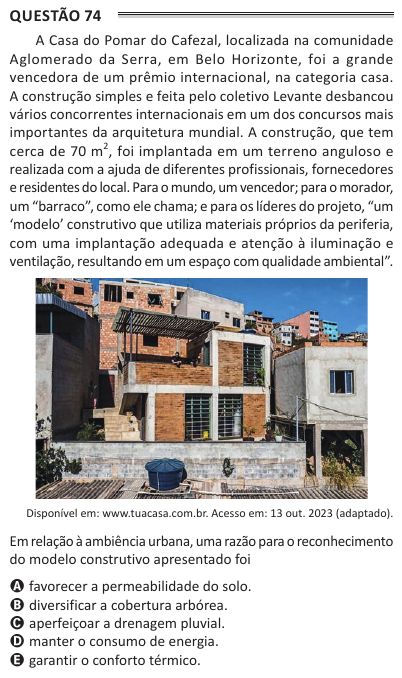 QUESTÃO 74
A Casa do Pomar do Cafezal, localizada na comunidade
Aglomerado da Serra, em Belo Horizonte, foi a grande
vencedora de um prêmio internacional, na categoria casa.
A construção simples e feita pelo coletivo Levante desbancou
vários concorrentes internacionais em um dos concursos mais
importantes da arquitetura mundial. A construção, que tem
cerca de 70 m², foi implantada em um terreno anguloso e
realizada com a ajuda de diferentes profissionais, fornecedores
e residentes do local. Para o mundo, um vencedor; para o morador,
um “barraco”, como ele chama; e para os líderes do projeto, “um
‘modelo’ construtivo que utiliza materiais próprios da periferia,
com uma implantação adequada e atenção à iluminação e
ventilação, resultando em um espaço com qualidade ambiental”.
Disponível em: www.tuacasa.com.br. Acesso em: 13 out. 2023 (adaptado).
Em relação à ambiência urbana, uma razão para o reconhecimento
do modelo construtivo apresentado foi
A favorecer a permeabilidade do solo.
B diversificar a cobertura arbórea.
C aperfeiçoar a drenagem pluvial.
D manter o consumo de energia.
E garantir o conforto térmico.